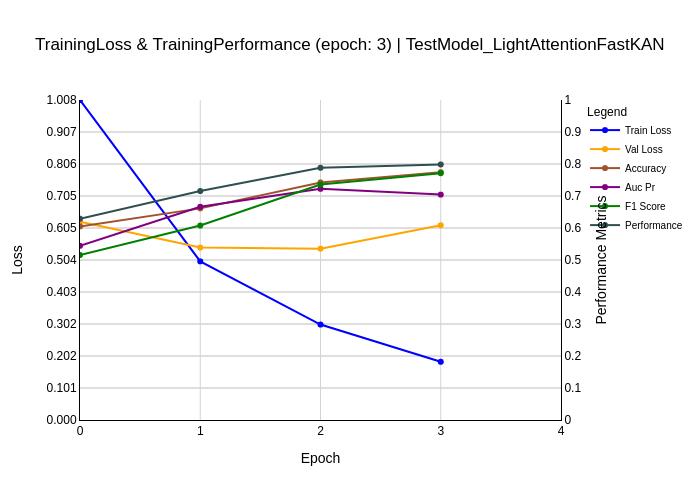 TrainingLoss & TrainingPerformance (epoch: 3) | TestModel_LightAttentionFastKAN
1.008
0.907
0.806
0.705
0.605
0.504
0.403
0.302
0.202
0.101
0.000
Loss
0
1
2
3
4
Epoch
1
0.9
0.8
0.7
0.6
0.5
0.4
0.3
0.2
0.1
0
Performance Metrics
Legend
Train Loss
Val Loss
Accuracy
Auc Pr
F1 Score
Performance